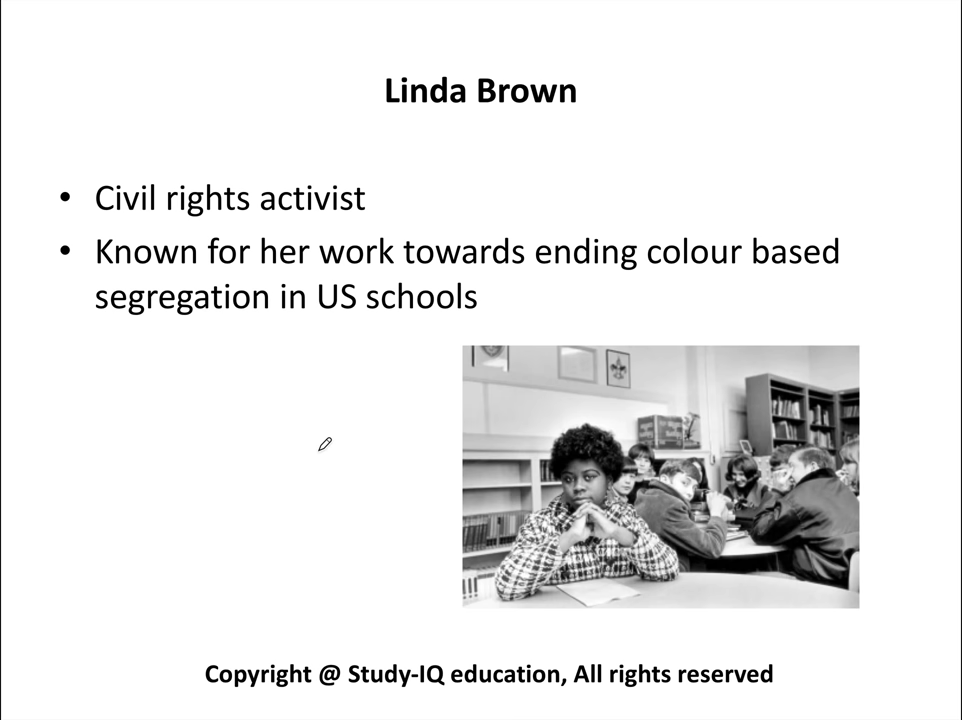 Linda Brown
• Civil rights activist
• Known for her work towards ending colour based
segregation in US schools
Copyright @ Study-IQ education, All rights reserved